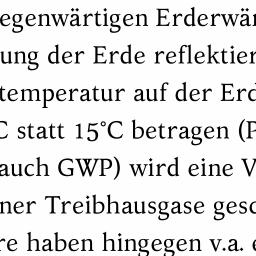 egenwärtigen Erderwär
ung der Erde reflektier
temperatur auf der Erd
C statt 15°C betragen (P
auch GWP) wird eine V
ner Treibhausgase gesc
re haben hingegen v.a. e